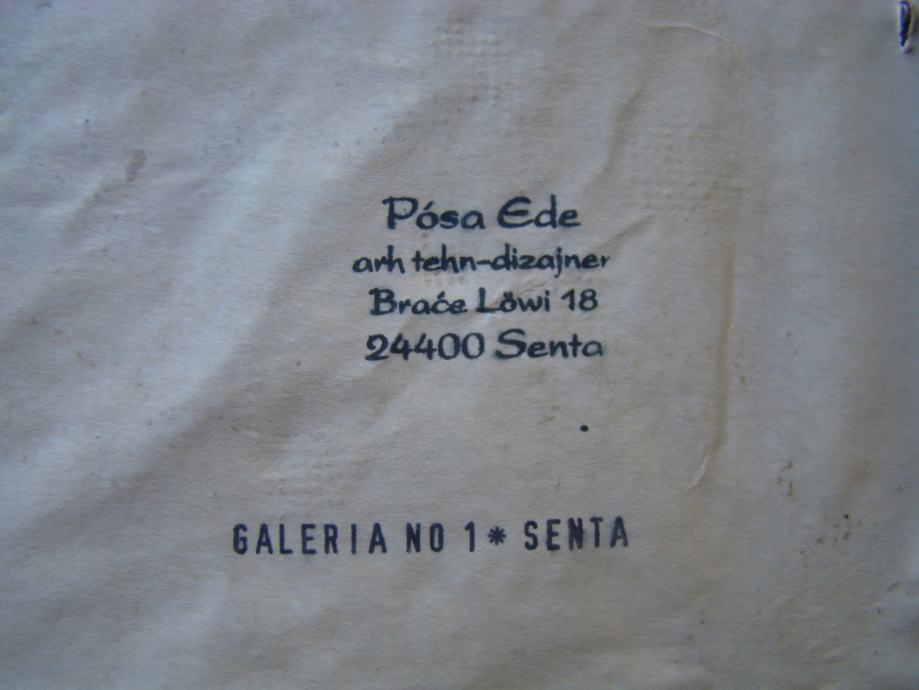 Pósa Ede
arh tehn-dizajner
Braće Löwi 18
24400 Senta
GALERIA NO 1* SENTA